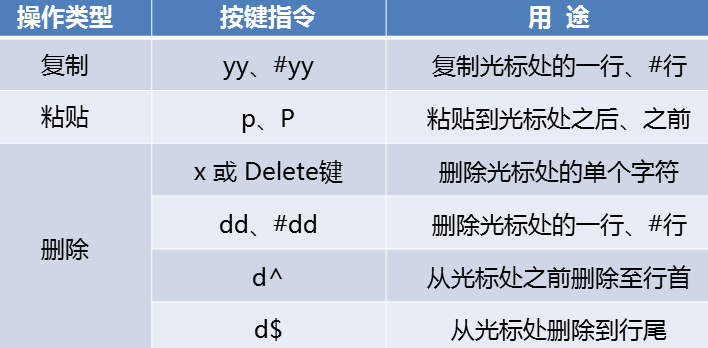 操作类型 按键指令 用 途
复制 yy、#yy 复制光标处的一行、#行
粘贴 p、P 粘贴到光标处之后、之前
删除 x 或 Delete键 删除光标处的单个字符
dd、#dd 删除光标处的一行、#行
d^ 从光标处之前删除至行首
d$ 从光标处删除到行尾